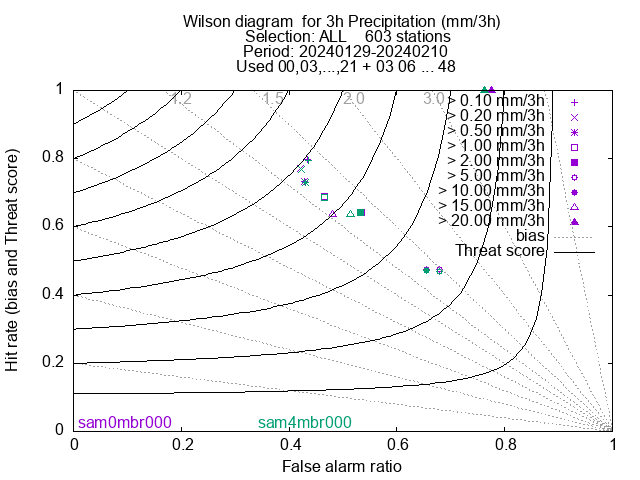 Wilson diagram for 3h Precipitation (mm/3h)
Selection: ALL 603 stations
Period: 20240129-20240210
Used 00,03,...,21 + 03 06 ... 48
1.2 1.5 2.0 3.0
> 0.10 mm/3h
> 0.20 mm/3h
> 0.50 mm/3h
> 1.00 mm/3h
> 2.00 mm/3h
> 5.00 mm/3h
> 10.00 mm/3h
> 15.00 mm/3h
> 20.00 mm/3h
bias
Threat score
1
0.8
0.6
0.4
0.2
0
Hit rate (bias and Threat score)
sam0mbr000 sam4mbr000
0 0.2 0.4 0.6 0.8 1
False alarm ratio